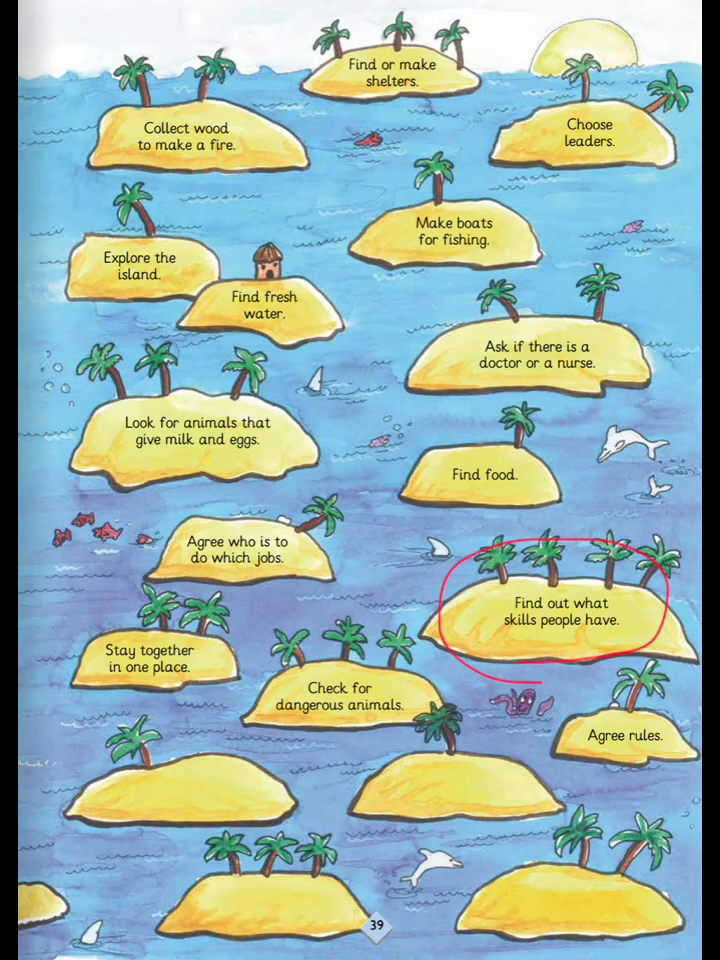 Find or make
shelters.
Collect wood
to make a fire.
Choose
leaders.
Make boats
for fishing.
Explore the
island.
Find fresh
water.
Ask if there is a
doctor or a nurse.
Look for animals that
give milk and eggs.
Find food.
Agree who is to
do which jobs.
Find out what
skills people have.
Stay together
in one place.
Check for
dangerous animals.
Agree rules.
39